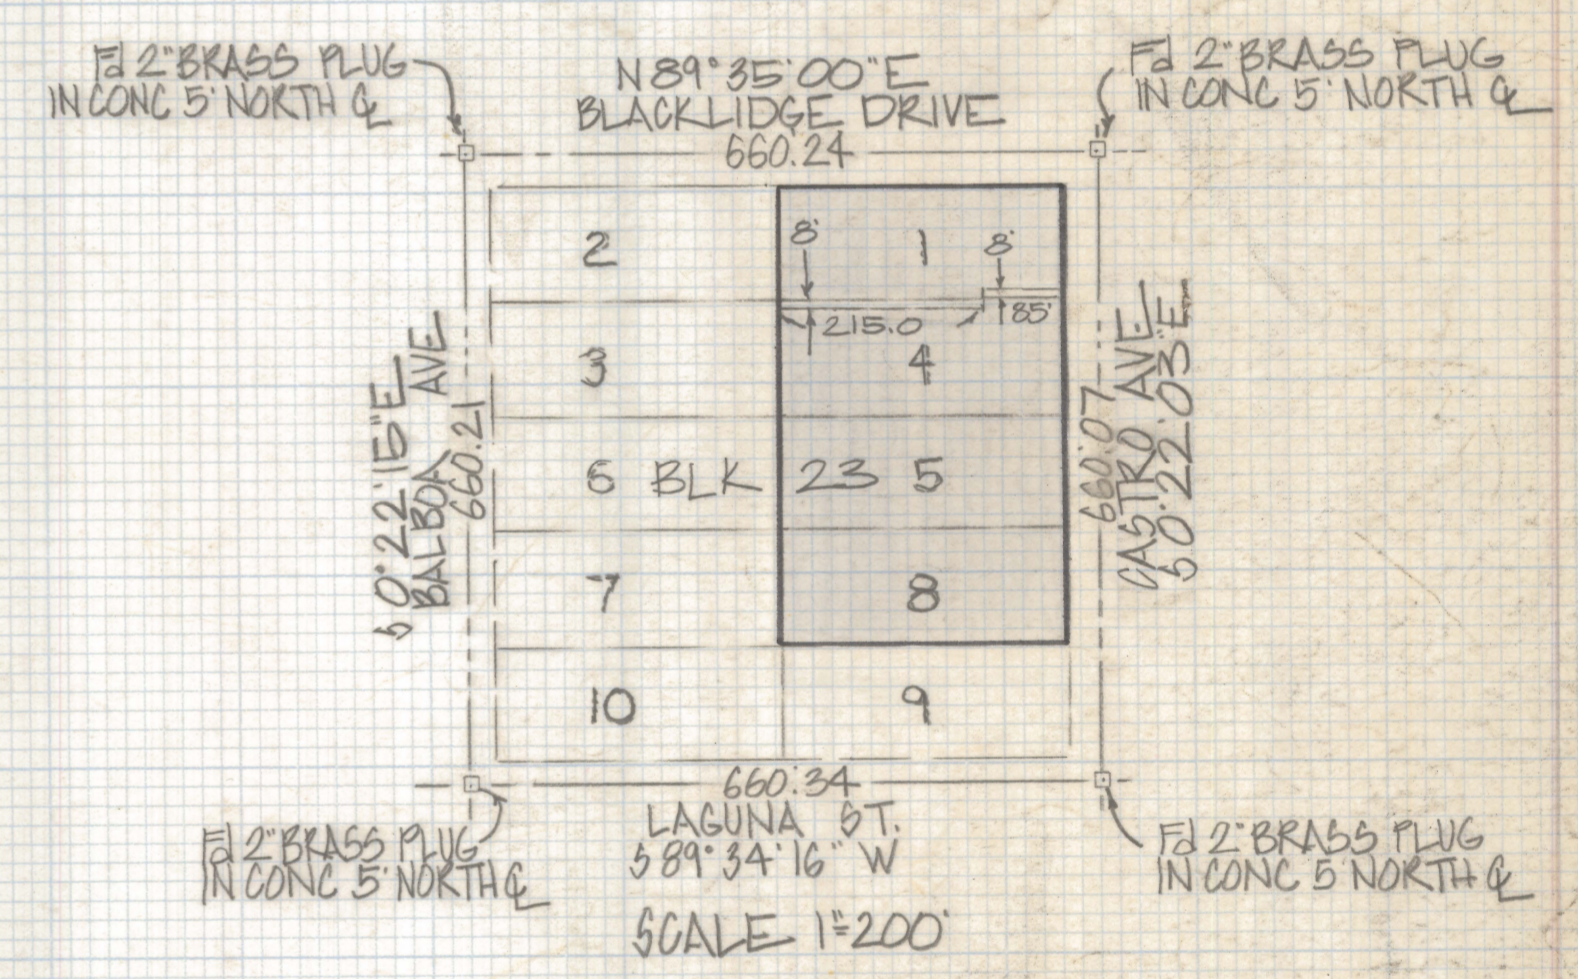 Fd 2" BRASS PLUG
IN CONC 5' NORTH ℄
N 89° 35' 00" E
BLACKLIDGE DRIVE
660.24
Fd 2" BRASS PLUG
IN CONC 5' NORTH ℄
2
8'
1
8'
215.0
85'
3
4
6 BLK 23 5
7
8
10
9
S 0° 22' 15" E
BALBOA AVE
660.21
660.07
CASTRO AVE
S 0° 22' 03" E
660.34
LAGUNA ST.
S 89° 34' 16" W
Fd 2" BRASS PLUG
IN CONC 5' NORTH ℄
Fd 2" BRASS PLUG
IN CONC 5' NORTH ℄
SCALE 1"=200'